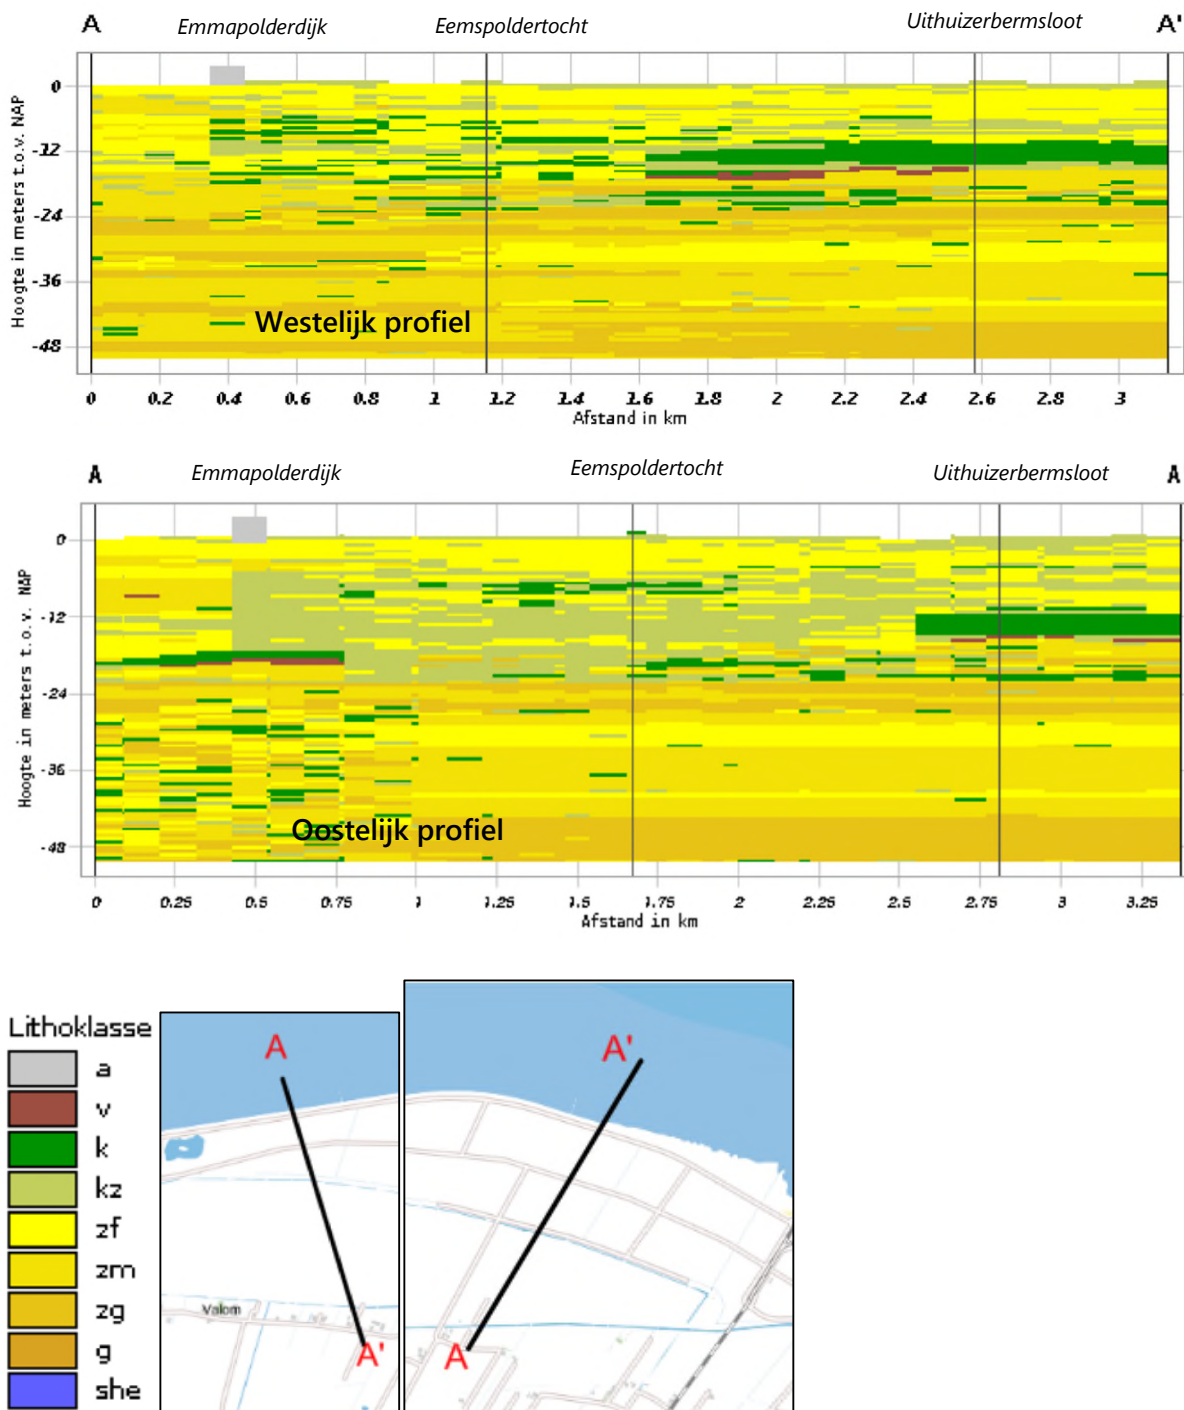 A Emmapolderdijk Eemspoldertocht Uithuizerbermsloot A'
Hoogte in meters t.o.v. NAP
0
-12
-24
-36
-48
Westelijk profiel
0 0.2 0.4 0.6 0.8 1 1.2 1.4 1.6 1.8 2 2.2 2.4 2.6 2.8 3
Afstand in km
A Emmapolderdijk Eemspoldertocht Uithuizerbermsloot A
Hoogte in meters t.o.v. NAP
0
-12
-24
-36
-48
Oostelijk profiel
0 0.25 0.5 0.75 1 1.25 1.5 1.75 2 2.25 2.5 2.75 3 3.25
Afstand in km
Lithoklasse
a
v
k
kz
zf
zm
zg
g
she
A
Valom
A'
A'
A